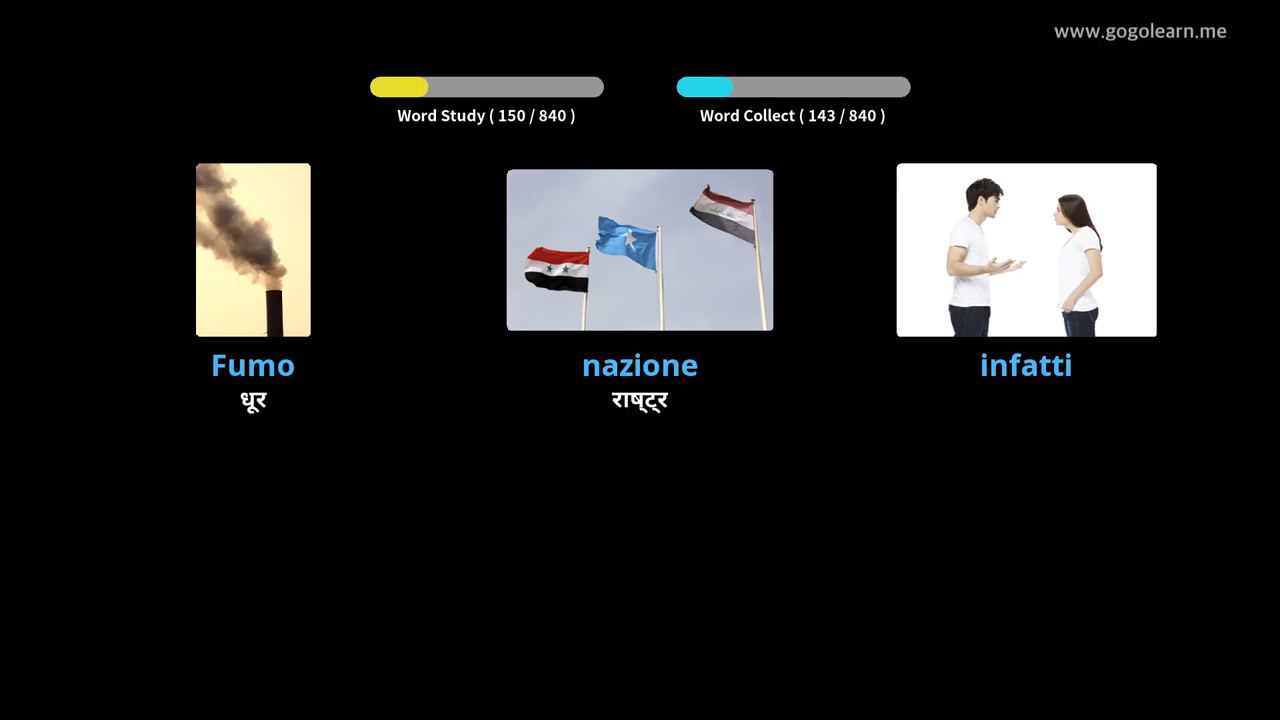 www.gogolearn.me
Word Study ( 150 / 840 )
Word Collect ( 143 / 840 )
Fumo
nazione
infatti
धूर
राष्ट्र